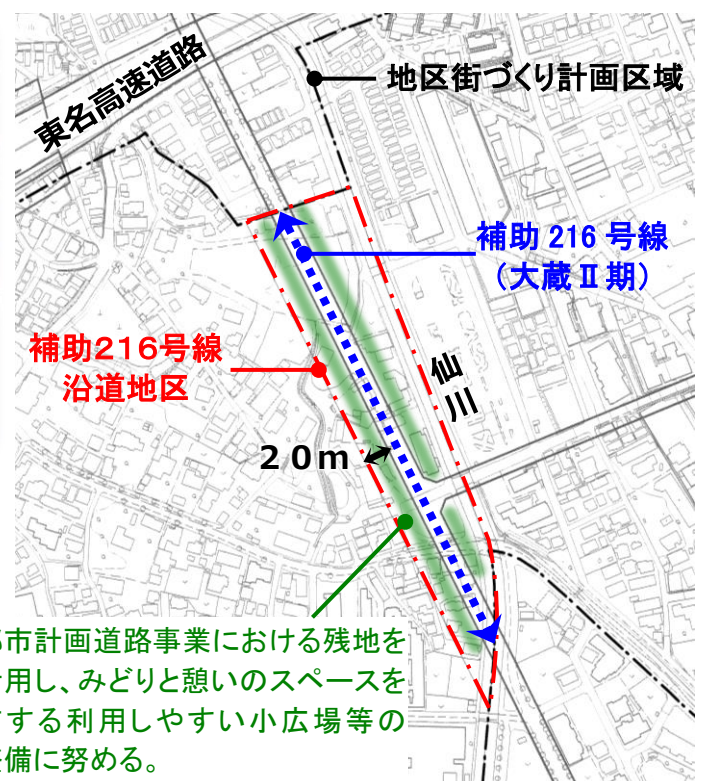 東名高速道路
地区街づくり計画区域
補助 216 号線
(大蔵Ⅱ期)
補助216号線
沿道地区
仙川
20m
市計画道路事業における残地を
用し、みどりと憩いのスペースを
する利用しやすい小広場等の
備に努める。